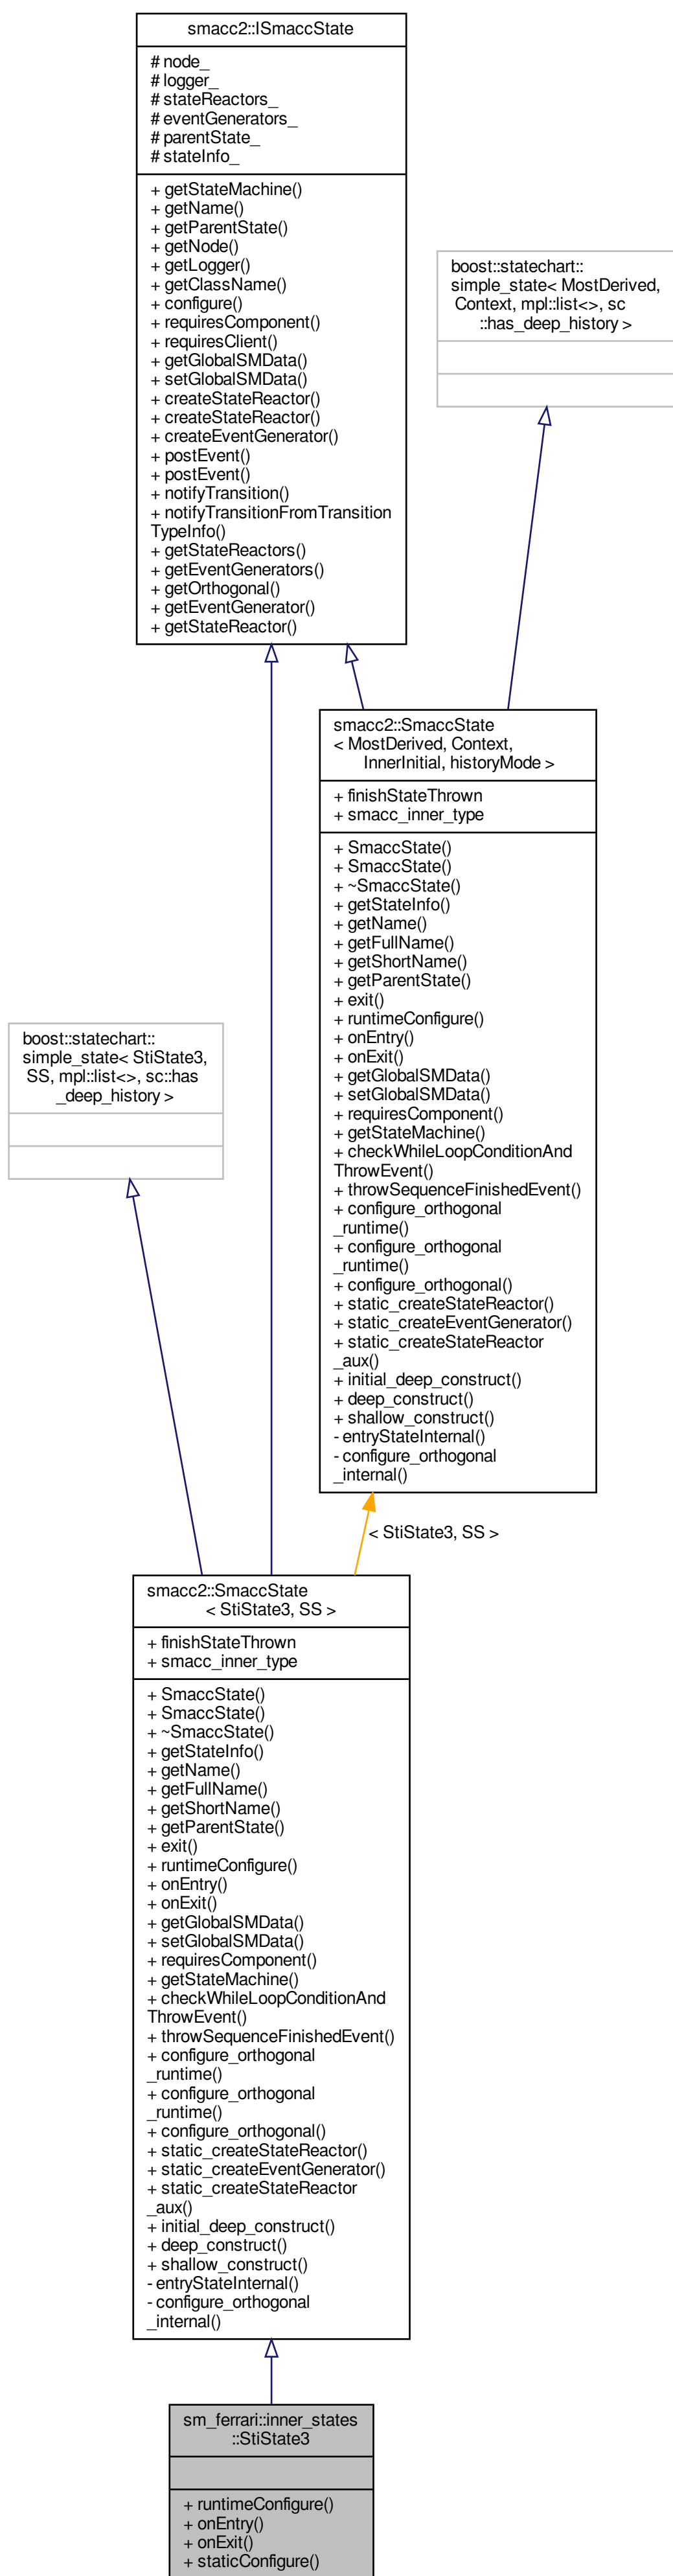 smacc2::ISmaccState
# node_
# logger_
# stateReactors_
# eventGenerators_
# parentState_
# stateInfo_
+ getStateMachine()
+ getName()
+ getParentState()
+ getNode()
+ getLogger()
+ getClassName()
+ configure()
+ requiresComponent()
+ requiresClient()
+ getGlobalSMData()
+ setGlobalSMData()
+ createStateReactor()
+ createStateReactor()
+ createEventGenerator()
+ postEvent()
+ postEvent()
+ notifyTransition()
+ notifyTransitionFromTransition
TypeInfo()
+ getStateReactors()
+ getEventGenerators()
+ getOrthogonal()
+ getEventGenerator()
+ getStateReactor()
boost::statechart::
simple_state< MostDerived,
Context, mpl::list<>, sc
::has_deep_history >
smacc2::SmaccState
< MostDerived, Context,
InnerInitial, historyMode >
+ finishStateThrown
+ smacc_inner_type
+ SmaccState()
+ SmaccState()
+ ~SmaccState()
+ getStateInfo()
+ getName()
+ getFullName()
+ getShortName()
+ getParentState()
+ exit()
+ runtimeConfigure()
+ onEntry()
+ onExit()
+ getGlobalSMData()
+ setGlobalSMData()
+ requiresComponent()
+ getStateMachine()
+ checkWhileLoopConditionAnd
ThrowEvent()
+ throwSequenceFinishedEvent()
+ configure_orthogonal
_runtime()
+ configure_orthogonal
_runtime()
+ configure_orthogonal()
+ static_createStateReactor()
+ static_createEventGenerator()
+ static_createStateReactor
_aux()
+ initial_deep_construct()
+ deep_construct()
+ shallow_construct()
- entryStateInternal()
- configure_orthogonal
_internal()
boost::statechart::
simple_state< StiState3,
SS, mpl::list<>, sc::has
_deep_history >
< StiState3, SS >
smacc2::SmaccState
< StiState3, SS >
+ finishStateThrown
+ smacc_inner_type
+ SmaccState()
+ SmaccState()
+ ~SmaccState()
+ getStateInfo()
+ getName()
+ getFullName()
+ getShortName()
+ getParentState()
+ exit()
+ runtimeConfigure()
+ onEntry()
+ onExit()
+ getGlobalSMData()
+ setGlobalSMData()
+ requiresComponent()
+ getStateMachine()
+ checkWhileLoopConditionAnd
ThrowEvent()
+ throwSequenceFinishedEvent()
+ configure_orthogonal
_runtime()
+ configure_orthogonal
_runtime()
+ configure_orthogonal()
+ static_createStateReactor()
+ static_createEventGenerator()
+ static_createStateReactor
_aux()
+ initial_deep_construct()
+ deep_construct()
+ shallow_construct()
- entryStateInternal()
- configure_orthogonal
_internal()
sm_ferrari::inner_states
::StiState3
+ runtimeConfigure()
+ onEntry()
+ onExit()
+ staticConfigure()